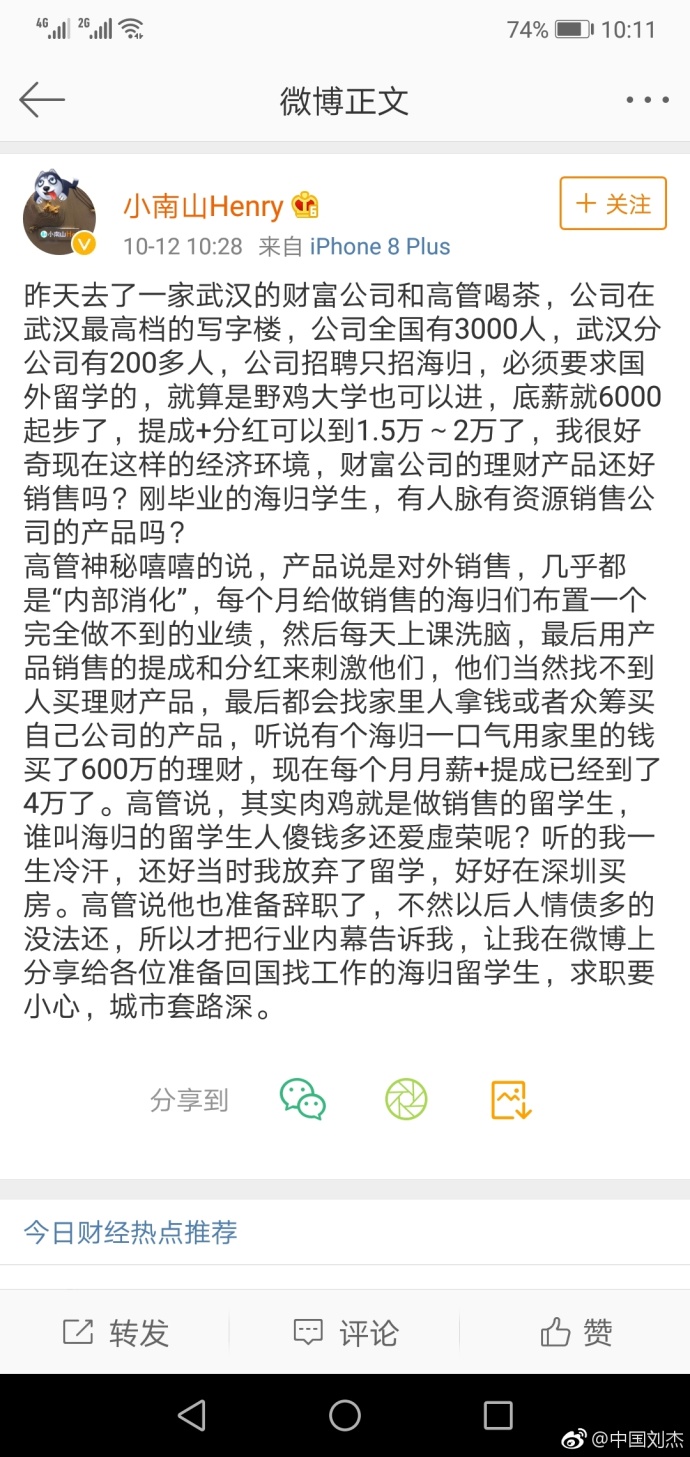 4G 2G 74% 10:11
微博正文
小南山Henry
+ 关注
10-12 10:28 来自 iPhone 8 Plus
昨天去了一家武汉的财富公司和高管喝茶，公司在
武汉最高档的写字楼，公司全国有3000人，武汉分
公司有200多人，公司招聘只招海归，必须要求国
外留学的，就算是野鸡大学也可以进，底薪就6000
起步了，提成+分红可以到1.5万～2万了，我很好
奇现在这样的经济环境，财富公司的理财产品还好
销售吗？刚毕业的海归学生，有人脉有资源销售公
司的产品吗？
高管神秘嘻嘻的说，产品说是对外销售，几乎都
是“内部消化”，每个月给做销售的海归们布置一个
完全做不到的业绩，然后每天上课洗脑，最后用产
品销售的提成和分红来刺激他们，他们当然找不到
人买理财产品，最后都会找家里人拿钱或者众筹买
自己公司的产品，听说有个海归一口气用家里的钱
买了600万的理财，现在每个月月薪+提成已经到了
4万了。高管说，其实肉鸡就是做销售的留学生，
谁叫海归的留学生人傻钱多还爱虚荣呢？听的我一
生冷汗，还好当时我放弃了留学，好好在深圳买
房。高管说他也准备辞职了，不然以后人情债多的
没法还，所以才把行业内幕告诉我，让我在微博上
分享给各位准备回国找工作的海归留学生，求职要
小心，城市套路深。
分享到
今日财经热点推荐
转发 评论 赞
@中国刘杰